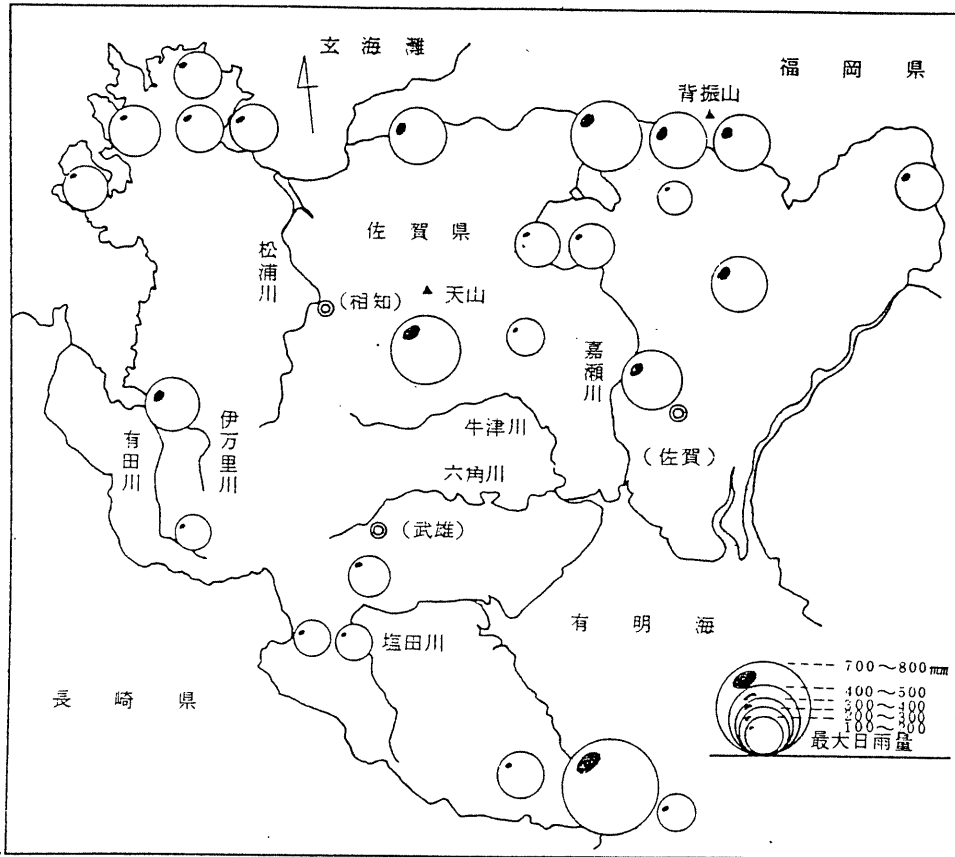 玄海灘
福岡県
背振山
佐賀県
松浦川
(相知)
天山
嘉瀬川
牛津川
(佐賀)
伊万里川
有田川
六角川
(武雄)
有明海
塩田川
長崎県
700〜800mm
400〜500
300〜400
200〜300
100〜200
最大日雨量